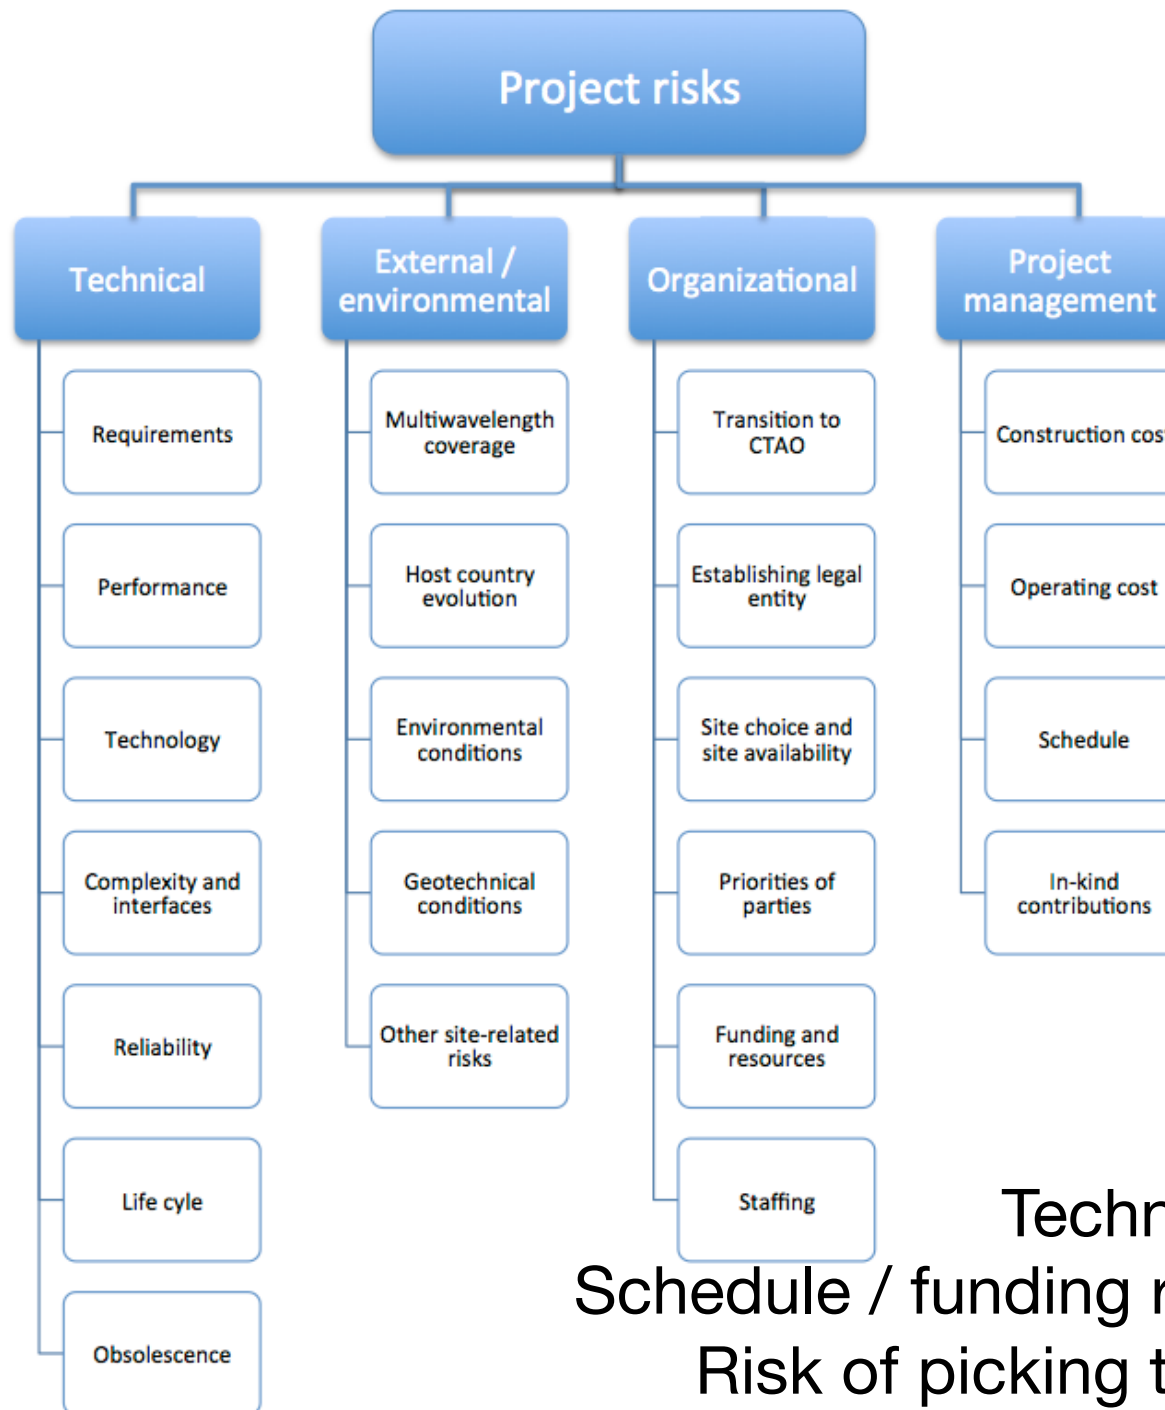 Project risks
Technical
Requirements
Performance
Technology
Complexity and
interfaces
Reliability
Life cyle
Obsolescence
External /
environmental
Multiwavelength
coverage
Host country
evolution
Environmental
conditions
Geotechnical
conditions
Other site-related
risks
Organizational
Transition to
CTAO
Establishing legal
entity
Site choice and
site availability
Priorities of
parties
Funding and
resources
Staffing
Project
management
Construction
Operating cost
Schedule
In-kind
contributions
Schedule / funding
Risk of picking